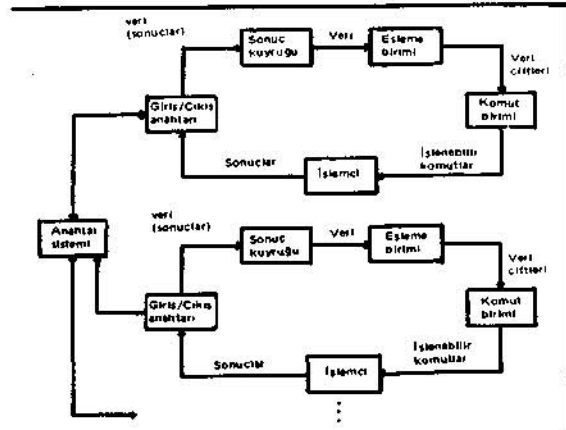 veri
(sonuçlar)
Sonuç
kuyruğu
Veri
Eşleme
birimi
Veri
çiftleri
Giriş/Çıkış
anahtarı
Komut
birimi
İşlenebilir
komutlar
Sonuçlar
İşlemci
Anahtar
sistemi
veri
(sonuçlar)
Sonuç
kuyruğu
Veri
Eşleme
birimi
Veri
çiftleri
Giriş/Çıkış
anahtarı
Komut
birimi
İşlenebilir
komutlar
Sonuçlar
İşlemci